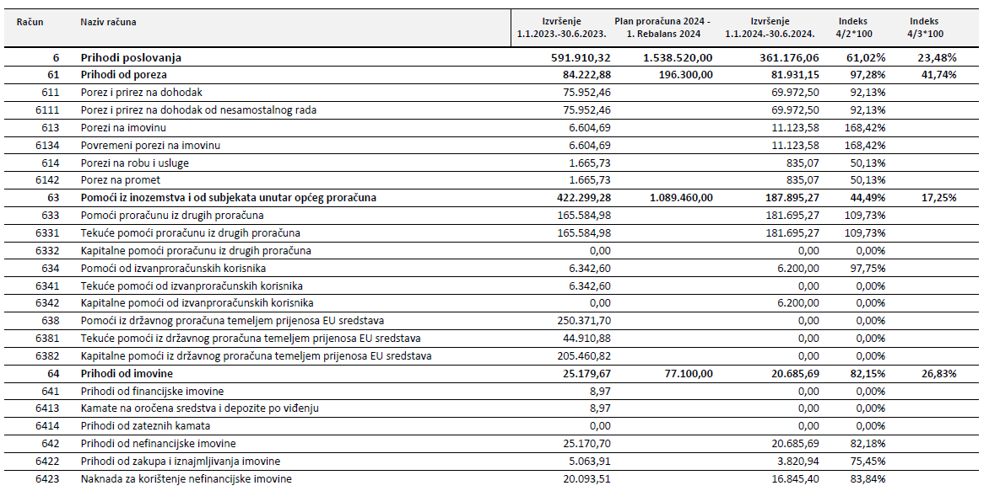 Račun Naziv računa Izvršenje 1.1.2023.-30.6.2023. Plan proračuna 2024 - 1. Rebalans 2024 Izvršenje 1.1.2024.-30.6.2024. Indeks 4/2*100 Indeks 4/3*100
6 Prihodi poslovanja 591.910,32 1.538.520,00 361.176,06 61,02% 23,48%
61 Prihodi od poreza 84.222,88 196.300,00 81.931,15 97,28% 41,74%
611 Porez i prirez na dohodak 75.952,46 69.972,50 92,13%
6111 Porez i prirez na dohodak od nesamostalnog rada 75.952,46 69.972,50 92,13%
613 Porezi na imovinu 6.604,69 11.123,58 168,42%
6134 Povremeni porezi na imovinu 6.604,69 11.123,58 168,42%
614 Porezi na robu i usluge 1.665,73 835,07 50,13%
6142 Porez na promet 1.665,73 835,07 50,13%
63 Pomoći iz inozemstva i od subjekata unutar općeg proračuna 422.299,28 1.089.460,00 187.895,27 44,49% 17,25%
633 Pomoći proračunu iz drugih proračuna 165.584,98 181.695,27 109,73%
6331 Tekuće pomoći proračunu iz drugih proračuna 165.584,98 181.695,27 109,73%
6332 Kapitalne pomoći proračunu iz drugih proračuna 0,00 0,00 0,00%
634 Pomoći od izvanproračunskih korisnika 6.342,60 6.200,00 97,75%
6341 Tekuće pomoći od izvanproračunskih korisnika 6.342,60 0,00 0,00%
6342 Kapitalne pomoći od izvanproračunskih korisnika 0,00 6.200,00 0,00%
638 Pomoći iz državnog proračuna temeljem prijenosa EU sredstava 250.371,70 0,00 0,00%
6381 Tekuće pomoći iz državnog proračuna temeljem prijenosa EU sredstava 44.910,88 0,00 0,00%
6382 Kapitalne pomoći iz državnog proračuna temeljem prijenosa EU sredstava 205.460,82 0,00 0,00%
64 Prihodi od imovine 25.179,67 77.100,00 20.685,69 82,15% 26,83%
641 Prihodi od financijske imovine 8,97 0,00 0,00%
6413 Kamate na oročena sredstva i depozite po viđenju 8,97 0,00 0,00%
6414 Prihodi od zateznih kamata 0,00 0,00 0,00%
642 Prihodi od nefinancijske imovine 25.170,70 20.685,69 82,18%
6422 Prihodi od zakupa i iznajmljivanja imovine 5.063,91 3.820,94 75,45%
6423 Naknada za korištenje nefinancijske imovine 20.093,51 16.845,40 83,84%